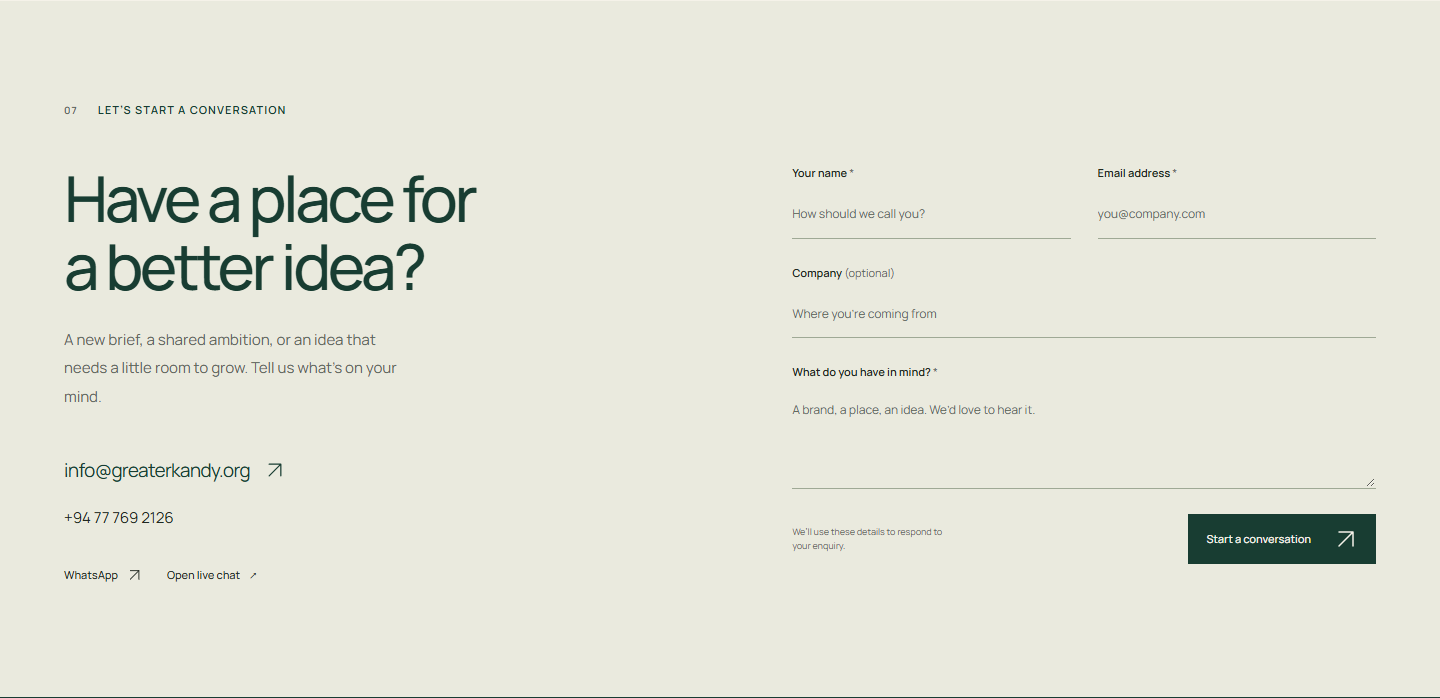 07 LET'S START A CONVERSATION
Have a place for
a better idea?
A new brief, a shared ambition, or an idea that
needs a little room to grow. Tell us what's on your
mind.
info@greaterkandy.org
+94 77 769 2126
WhatsApp Open live chat ↗
Your name * Email address *
How should we call you? you@company.com
Company (optional)
Where you're coming from
What do you have in mind? *
A brand, a place, an idea. We'd love to hear it.
We'll use these details to respond to
your enquiry.
Start a conversation